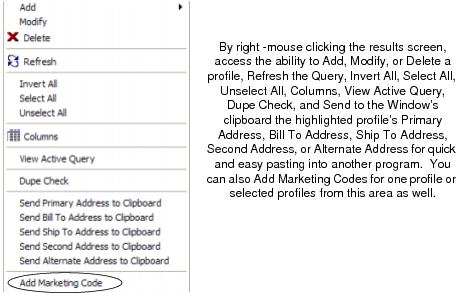 Add
Modify
Delete
Refresh
Invert All
Select All
Unselect All
Columns
View Active Query
Dupe Check
Send Primary Address to Clipboard
Send Bill To Address to Clipboard
Send Ship To Address to Clipboard
Send Second Address to Clipboard
Send Alternate Address to Clipboard
Add Marketing Code
By right -mouse clicking the results screen,
access the ability to Add, Modify, or Delete a
profile, Refresh the Query, Invert All, Select All,
Unselect All, Columns, View Active Query,
Dupe Check, and Send to the Window's
clipboard the highlighted profile's Primary
Address, Bill To Address, Ship To Address,
Second Address, or Alternate Address for quick
and easy pasting into another program. You
can also Add Marketing Codes for one profile or
selected profiles from this area as well.